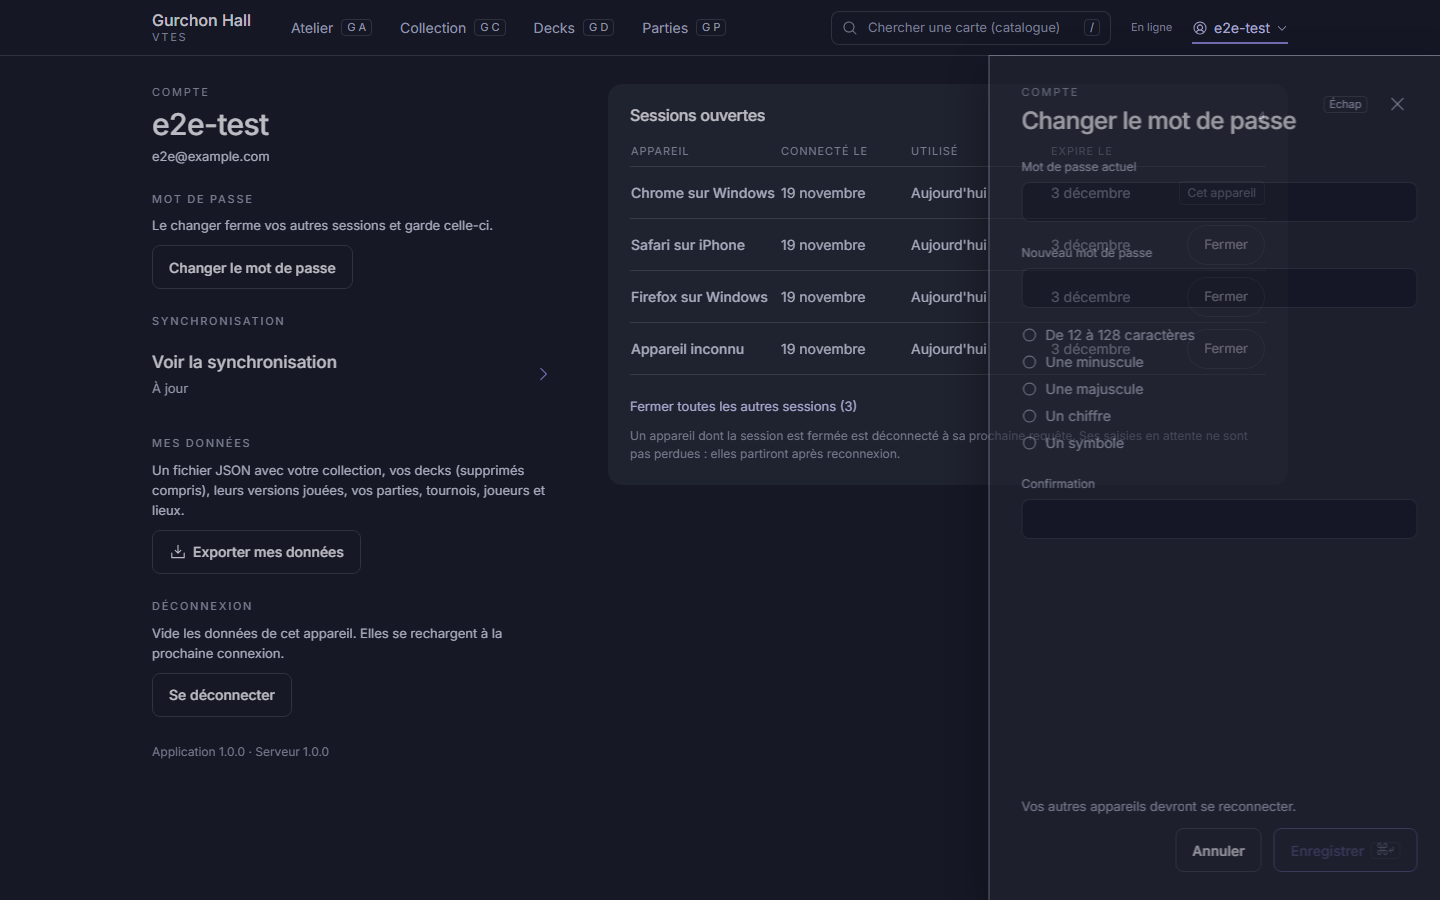 Gurchon Hall
VTES
Atelier G A
Collection G C
Decks G D
Parties G P
Chercher une carte (catalogue) /
En ligne
e2e-test
COMPTE
e2e-test
e2e@example.com
MOT DE PASSE
Le changer ferme vos autres sessions et garde celle-ci.
Changer le mot de passe
SYNCHRONISATION
Voir la synchronisation
À jour
MES DONNÉES
Un fichier JSON avec votre collection, vos decks (supprimés
compris), leurs versions jouées, vos parties, tournois, joueurs et
lieux.
Exporter mes données
DÉCONNEXION
Vide les données de cet appareil. Elles se rechargent à la
prochaine connexion.
Se déconnecter
Application 1.0.0 · Serveur 1.0.0
Sessions ouvertes
APPAREIL CONNECTÉ LE UTILISÉ EXPIRE LE
Chrome sur Windows 19 novembre Aujourd'hui 3 décembre Cet appareil
Safari sur iPhone 19 novembre Aujourd'hui 3 décembre Fermer
Firefox sur Windows 19 novembre Aujourd'hui 3 décembre Fermer
Appareil inconnu 19 novembre Aujourd'hui 3 décembre Fermer
Fermer toutes les autres sessions (3)
Un appareil dont la session est fermée est déconnecté à sa prochaine requête. Ses saisies en attente ne sont
pas perdues : elles partiront après reconnexion.
COMPTE
Changer le mot de passe
Échap
Mot de passe actuel
Nouveau mot de passe
De 12 à 128 caractères
Une minuscule
Une majuscule
Un chiffre
Un symbole
Confirmation
Vos autres appareils devront se reconnecter.
Annuler
Enregistrer ⌘↵